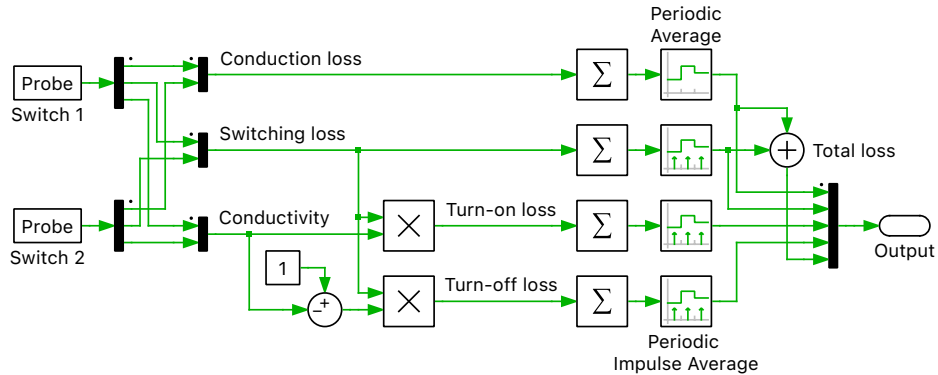 Periodic
Average
Conduction loss
Probe
Σ
Switch 1
Switching loss
Σ
+
Total loss
Probe
Conductivity
×
Turn-on loss
Σ
Switch 2
Output
1
Turn-off loss
+
−
×
Σ
Periodic
Impulse Average